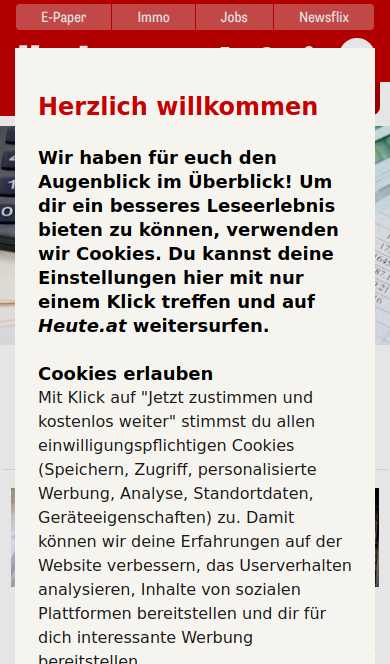 E-Paper Immo Jobs Newsflix
Herzlich willkommen
Wir haben für euch den
Augenblick im Überblick! Um
dir ein besseres Leseerlebnis
bieten zu können, verwenden
wir Cookies. Du kannst deine
Einstellungen hier mit nur
einem Klick treffen und auf
Heute.at weitersurfen.
Cookies erlauben
Mit Klick auf "Jetzt zustimmen und
kostenlos weiter" stimmst du allen
einwilligungspflichtigen Cookies
(Speichern, Zugriff, personalisierte
Werbung, Analyse, Standortdaten,
Geräteeigenschaften) zu. Damit
können wir deine Erfahrungen auf der
Website verbessern, das Userverhalten
analysieren, Inhalte von sozialen
Plattformen bereitstellen und dir für
dich interessante Werbung
bereitstellen